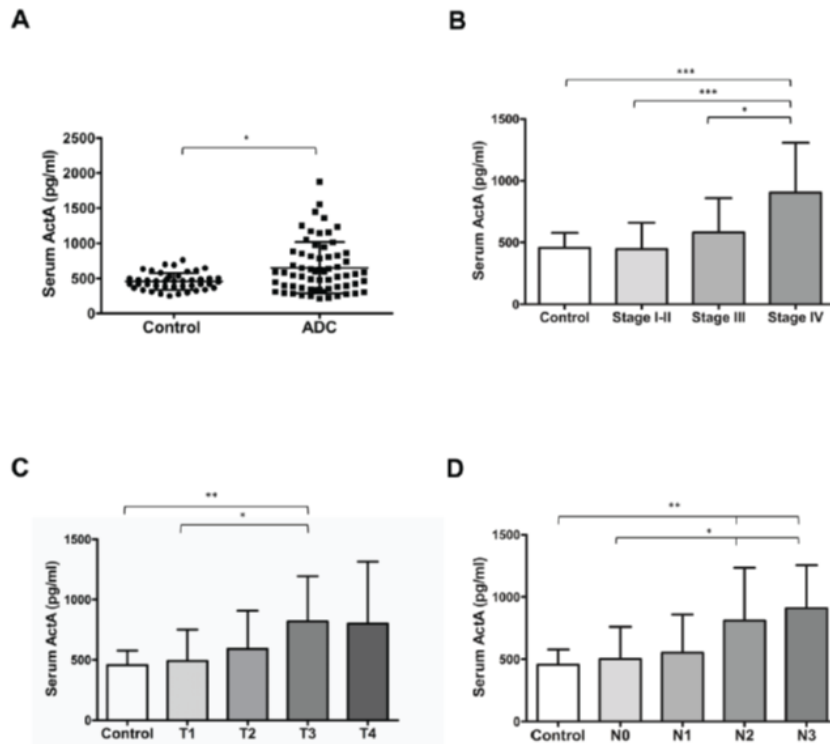 A
*
2500
2000
1500
1000
500
0
Serum ActA (pg/ml)
Control ADC
B
***
***
*
1500
1000
500
0
Serum ActA (pg/ml)
Control Stage I-II Stage III Stage IV
C
**
*
1500
1000
500
0
Serum ActA (pg/ml)
Control T1 T2 T3 T4
D
**
*
1500
1000
500
0
Serum ActA (pg/ml)
Control N0 N1 N2 N3